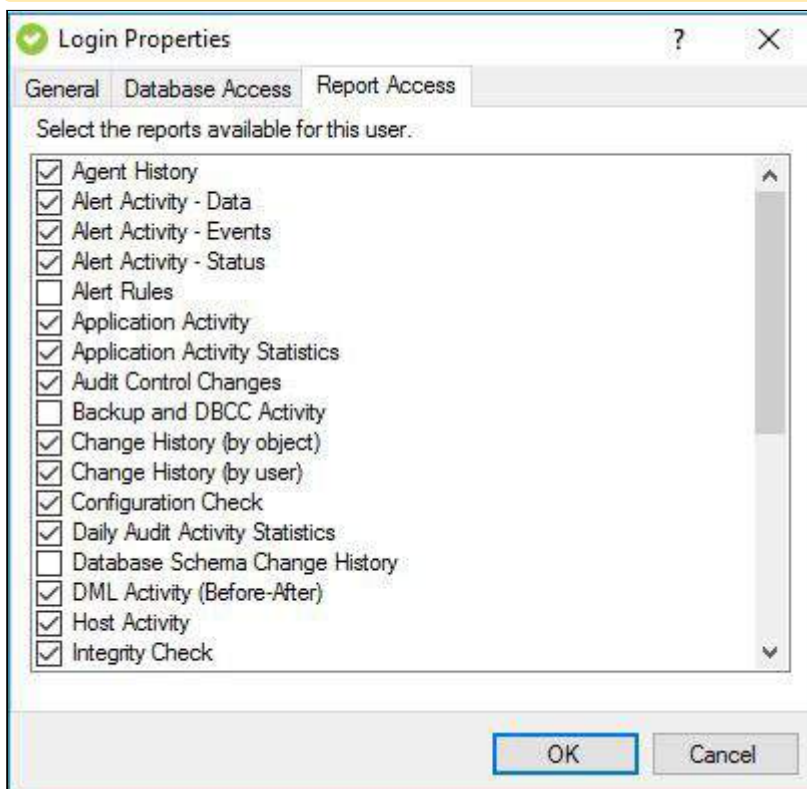 Login Properties ?
General Database Access Report Access
Select the reports available for this user.
Agent History
Alert Activity - Data
Alert Activity - Events
Alert Activity - Status
Alert Rules
Application Activity
Application Activity Statistics
Audit Control Changes
Backup and DBCC Activity
Change History (by object)
Change History (by user)
Configuration Check
Daily Audit Activity Statistics
Database Schema Change History
DML Activity (Before-After)
Host Activity
Integrity Check
OK Cancel